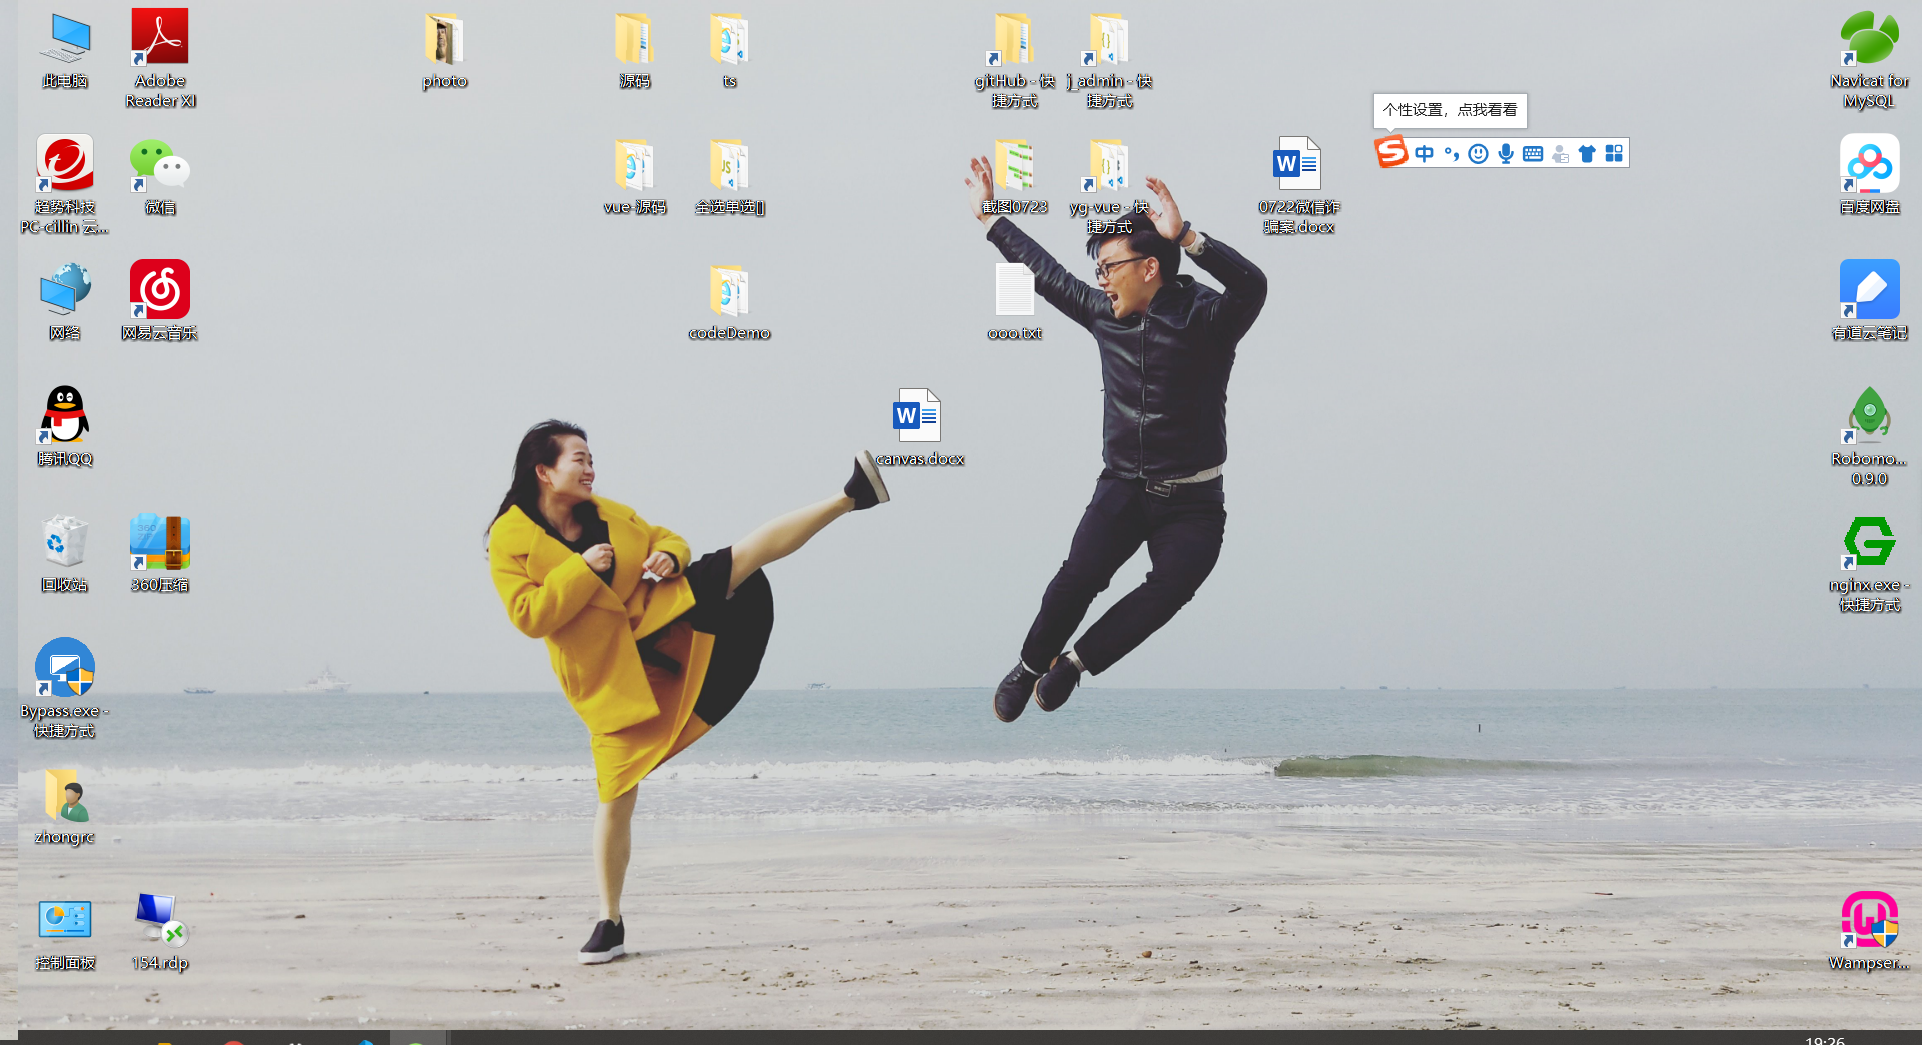 此电脑
Adobe
Reader XI
photo
源码
ts
gitHub - 快
捷方式
j_admin - 快
捷方式
Navicat for
MySQL
个性设置，点我看看
中
趋势科技
PC-cillin 云...
微信
vue-源码
全选单选[]
截图0723
yg-vue - 快
捷方式
0722微信诈
骗案.docx
百度网盘
网络
网易云音乐
codeDemo
ooo.txt
有道云笔记
腾讯QQ
canvas.docx
Robomo...
0.9.0
回收站
360压缩
nginx.exe -
快捷方式
Bypass.exe -
快捷方式
zhongrc
控制面板
154.rdp
Wampser...
19:26